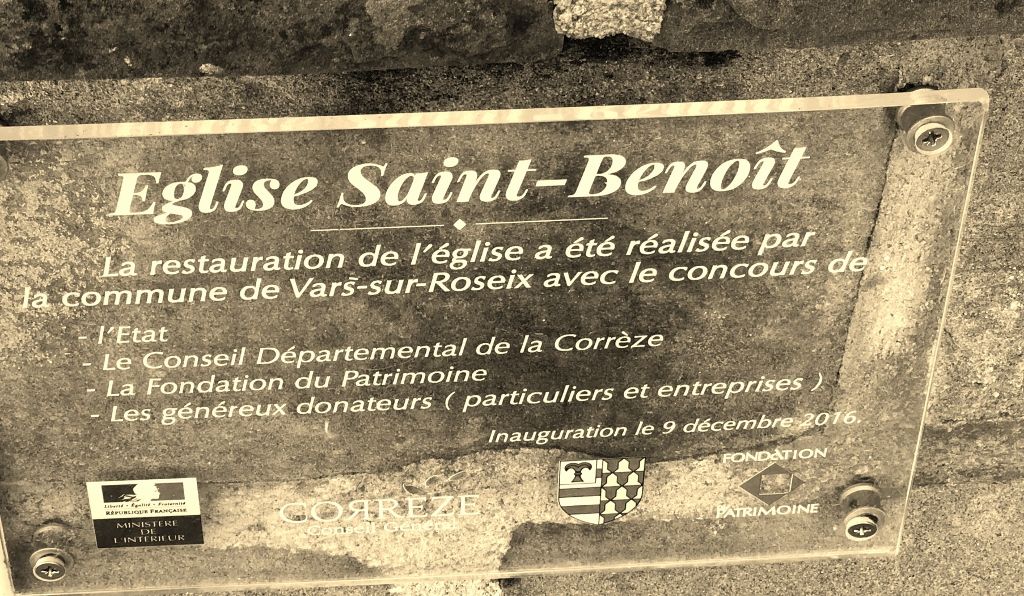 Eglise Saint-Benoît
La restauration de l'église a été réalisée par
la commune de Vars-sur-Roseix avec le concours de
- l'Etat
- Le Conseil Départemental de la Corrèze
- La Fondation du Patrimoine
- Les généreux donateurs ( particuliers et entreprises )
Inauguration le 9 décembre 2016.
Liberté • Égalité • Fraternité
RÉPUBLIQUE FRANÇAISE
MINISTÈRE
DE
L'INTÉRIEUR
CORRÈZE
Conseil Général
FONDATION
PATRIMOINE